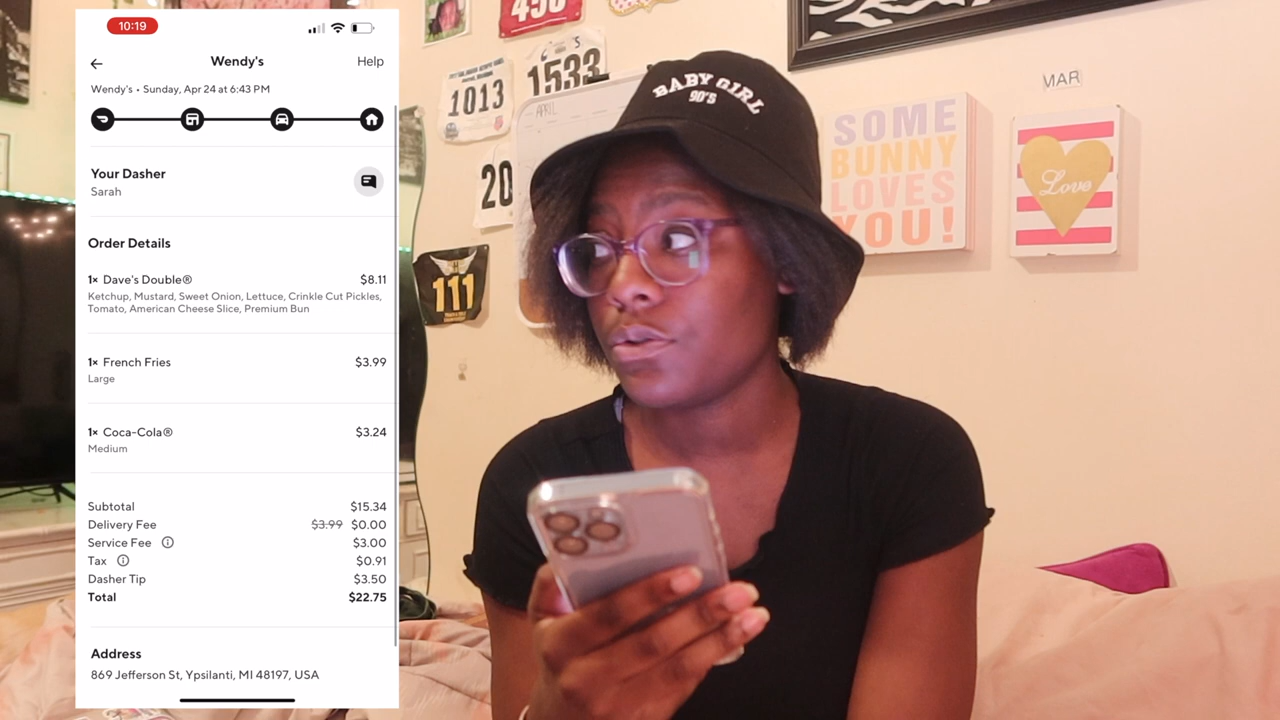 10:19
Wendy's
Help
Wendy's • Sunday, Apr 24 at 6:43 PM
Your Dasher
Sarah
Order Details
1× Dave's Double® $8.11
Ketchup, Mustard, Sweet Onion, Lettuce, Crinkle Cut Pickles,
Tomato, American Cheese Slice, Premium Bun
1× French Fries $3.99
Large
1× Coca-Cola® $3.24
Medium
Subtotal $15.34
Delivery Fee $3.99 $0.00
Service Fee $3.00
Tax $0.91
Dasher Tip $3.50
Total $22.75
Address
869 Jefferson St, Ypsilanti, MI 48197, USA
1013
1533
20
111
APRIL
BABY GIRL
90'S
MAR
SOME
BUNNY
LOVES
YOU!
Love